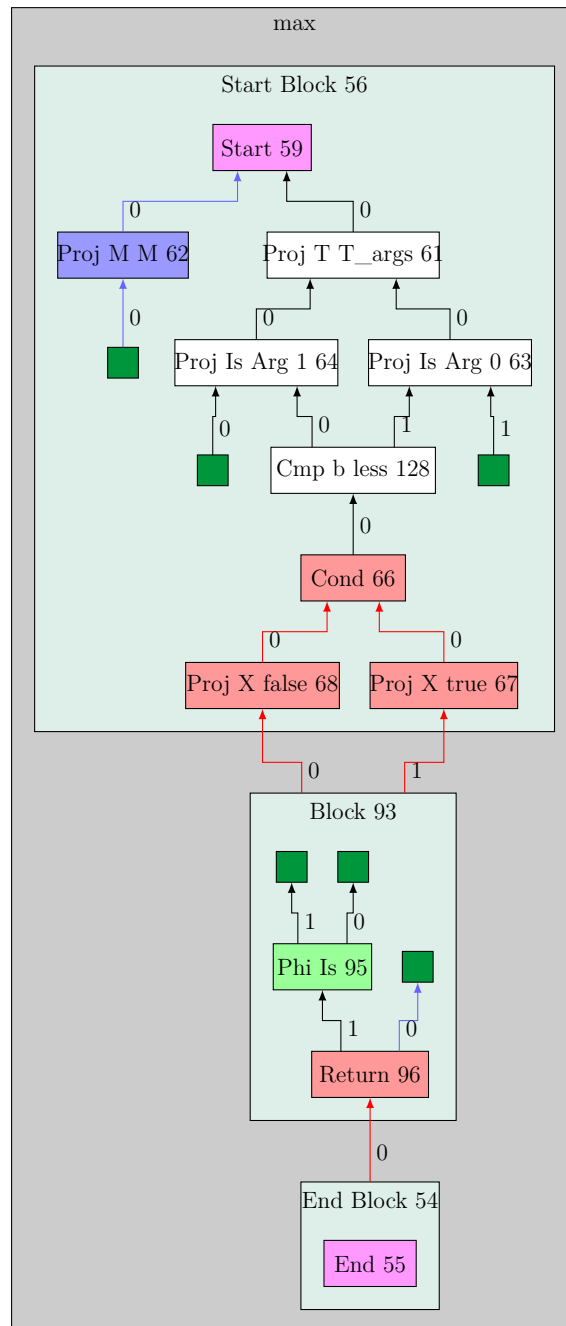 max
Start Block 56
Start 59
0
0
Proj M M 62
Proj T T_args 61
0
0
0
Proj Is Arg 1 64
Proj Is Arg 0 63
0
0
1
1
Cmp b less 128
0
Cond 66
0
0
Proj X false 68
Proj X true 67
0
1
Block 93
1
0
Phi Is 95
1
0
Return 96
0
End Block 54
End 55